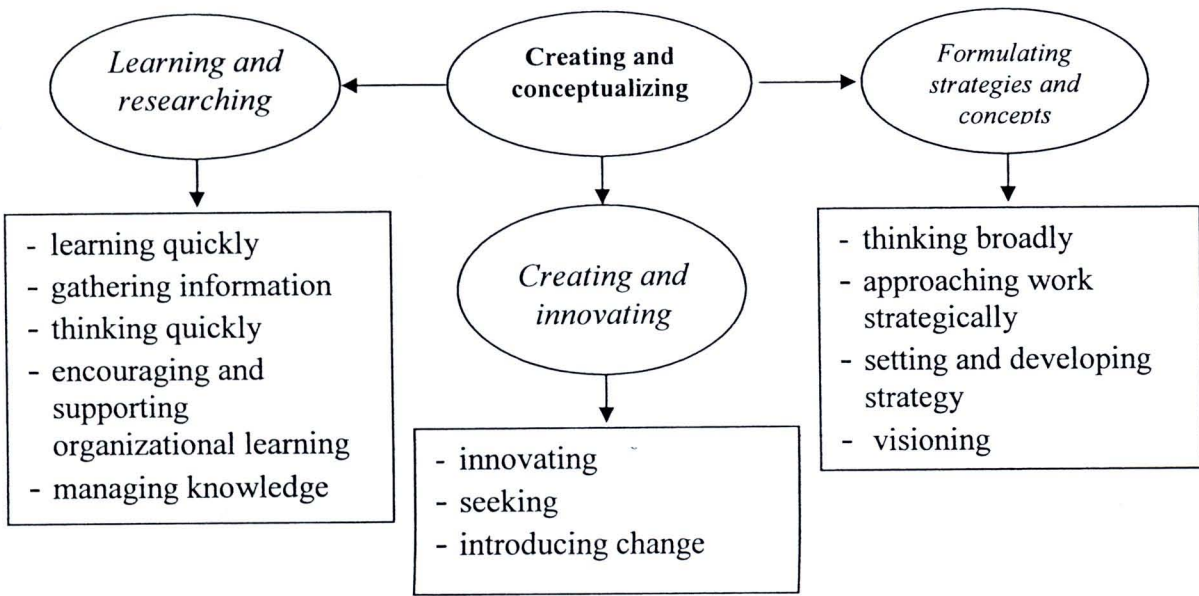 Learning and
researching
Creating and
conceptualizing
Formulating
strategies and
concepts
- learning quickly
- gathering information
- thinking quickly
- encouraging and
supporting
organizational learning
- managing knowledge
Creating and
innovating
- innovating
- seeking
- introducing change
- thinking broadly
- approaching work
strategically
- setting and developing
strategy
- visioning